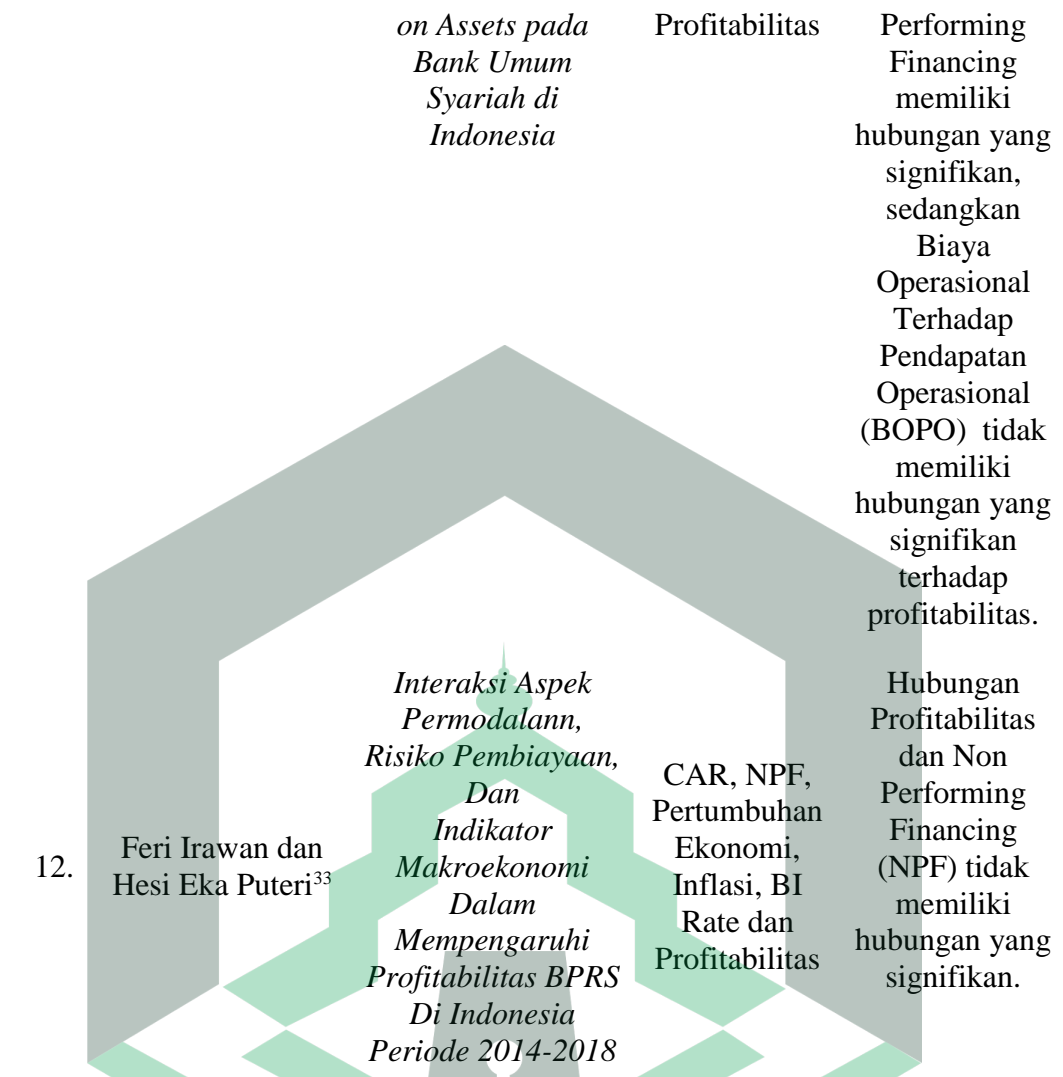 on Assets pada
Bank Umum
Syariah di
Indonesia
Profitabilitas
Performing
Financing
memiliki
hubungan yang
signifikan,
sedangkan
Biaya
Operasional
Terhadap
Pendapatan
Operasional
(BOPO) tidak
memiliki
hubungan yang
signifikan
terhadap
profitabilitas.
12.
Feri Irawan dan
Hesi Eka Puteri33
Interaksi Aspek
Permodalann,
Risiko Pembiayaan,
Dan
Indikator
Makroekonomi
Dalam
Mempengaruhi
Profitabilitas BPRS
Di Indonesia
Periode 2014-2018
CAR, NPF,
Pertumbuhan
Ekonomi,
Inflasi, BI
Rate dan
Profitabilitas
Hubungan
Profitabilitas
dan Non
Performing
Financing
(NPF) tidak
memiliki
hubungan yang
signifikan.